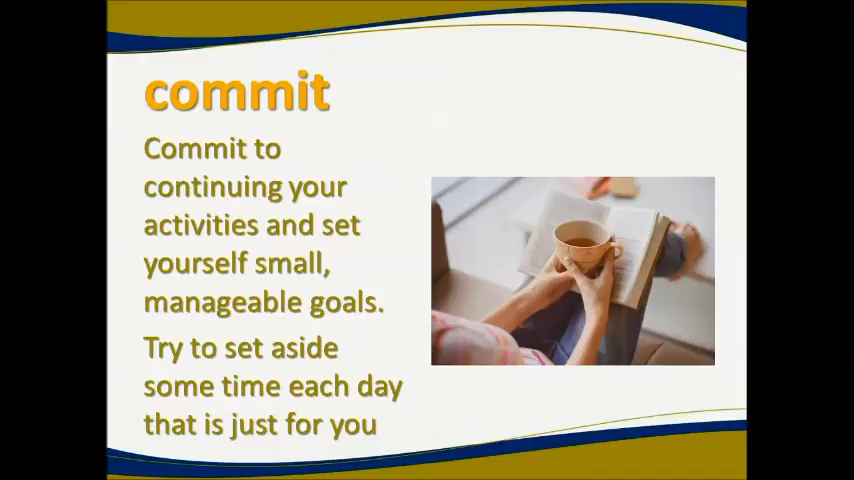 commit
Commit to
continuing your
activities and set
yourself small,
manageable goals.
Try to set aside
some time each day
that is just for you